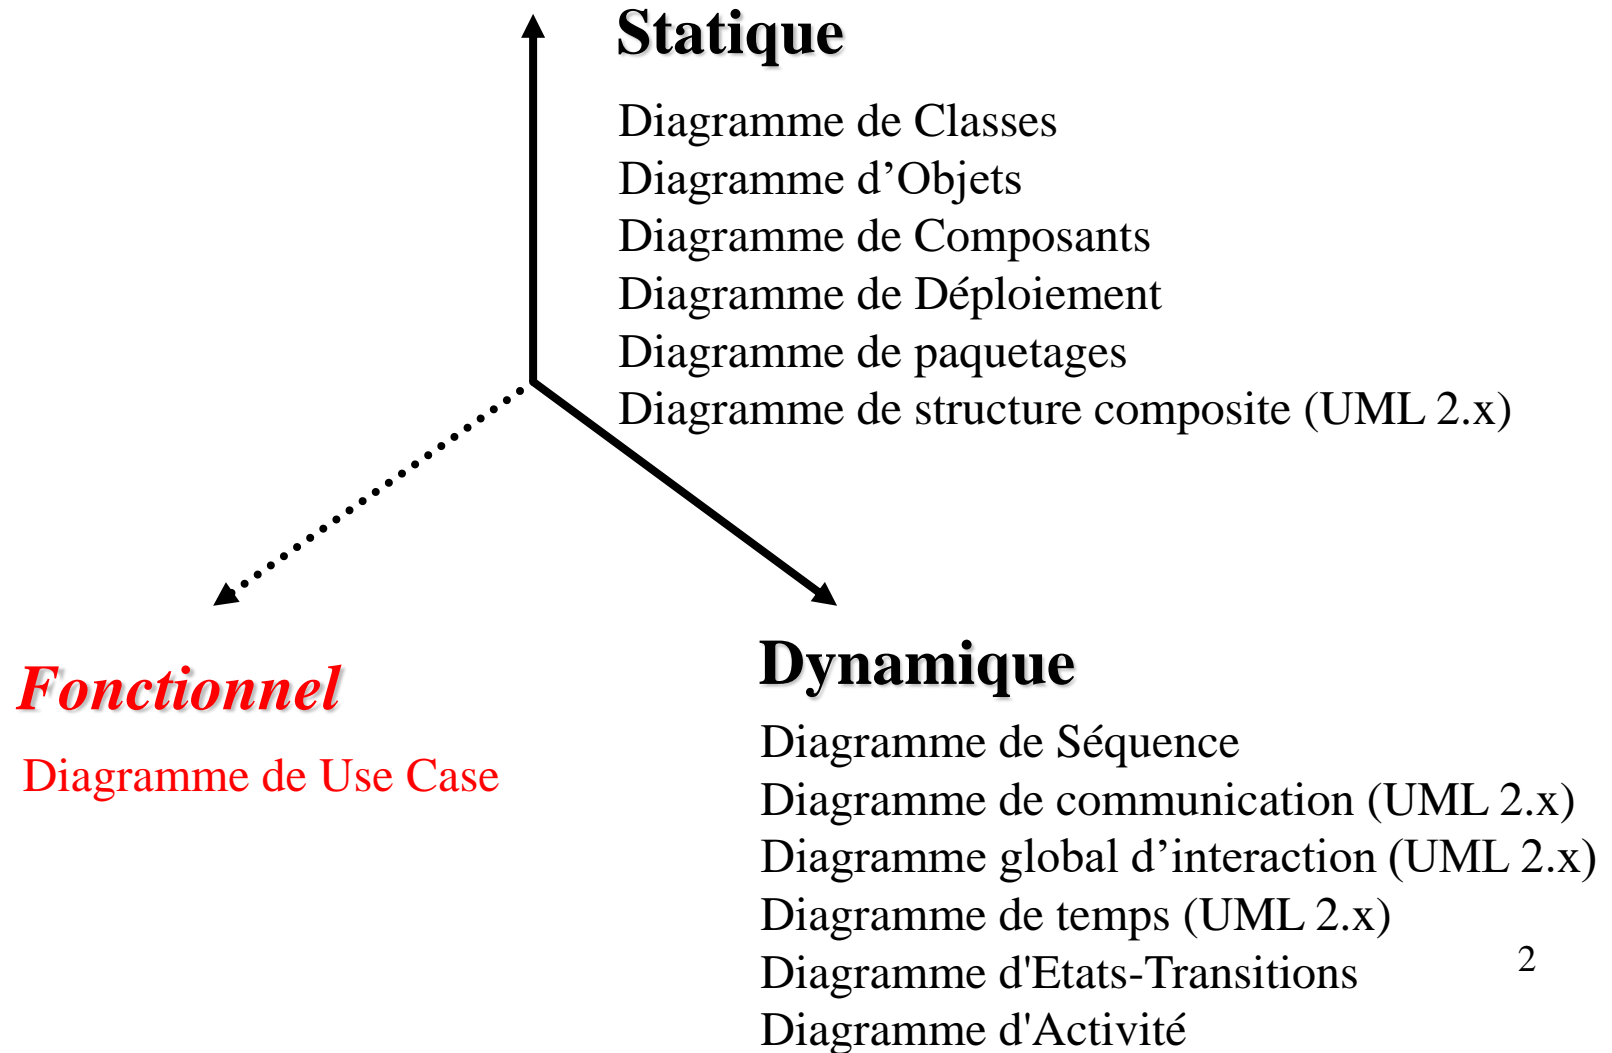 Statique
Diagramme de Classes
Diagramme d’Objets
Diagramme de Composants
Diagramme de Déploiement
Diagramme de paquetages
Diagramme de structure composite (UML 2.x)
Fonctionnel
Diagramme de Use Case
Dynamique
Diagramme de Séquence
Diagramme de communication (UML 2.x)
Diagramme global d’interaction (UML 2.x)
Diagramme de temps (UML 2.x)
Diagramme d'Etats-Transitions
Diagramme d'Activité
2